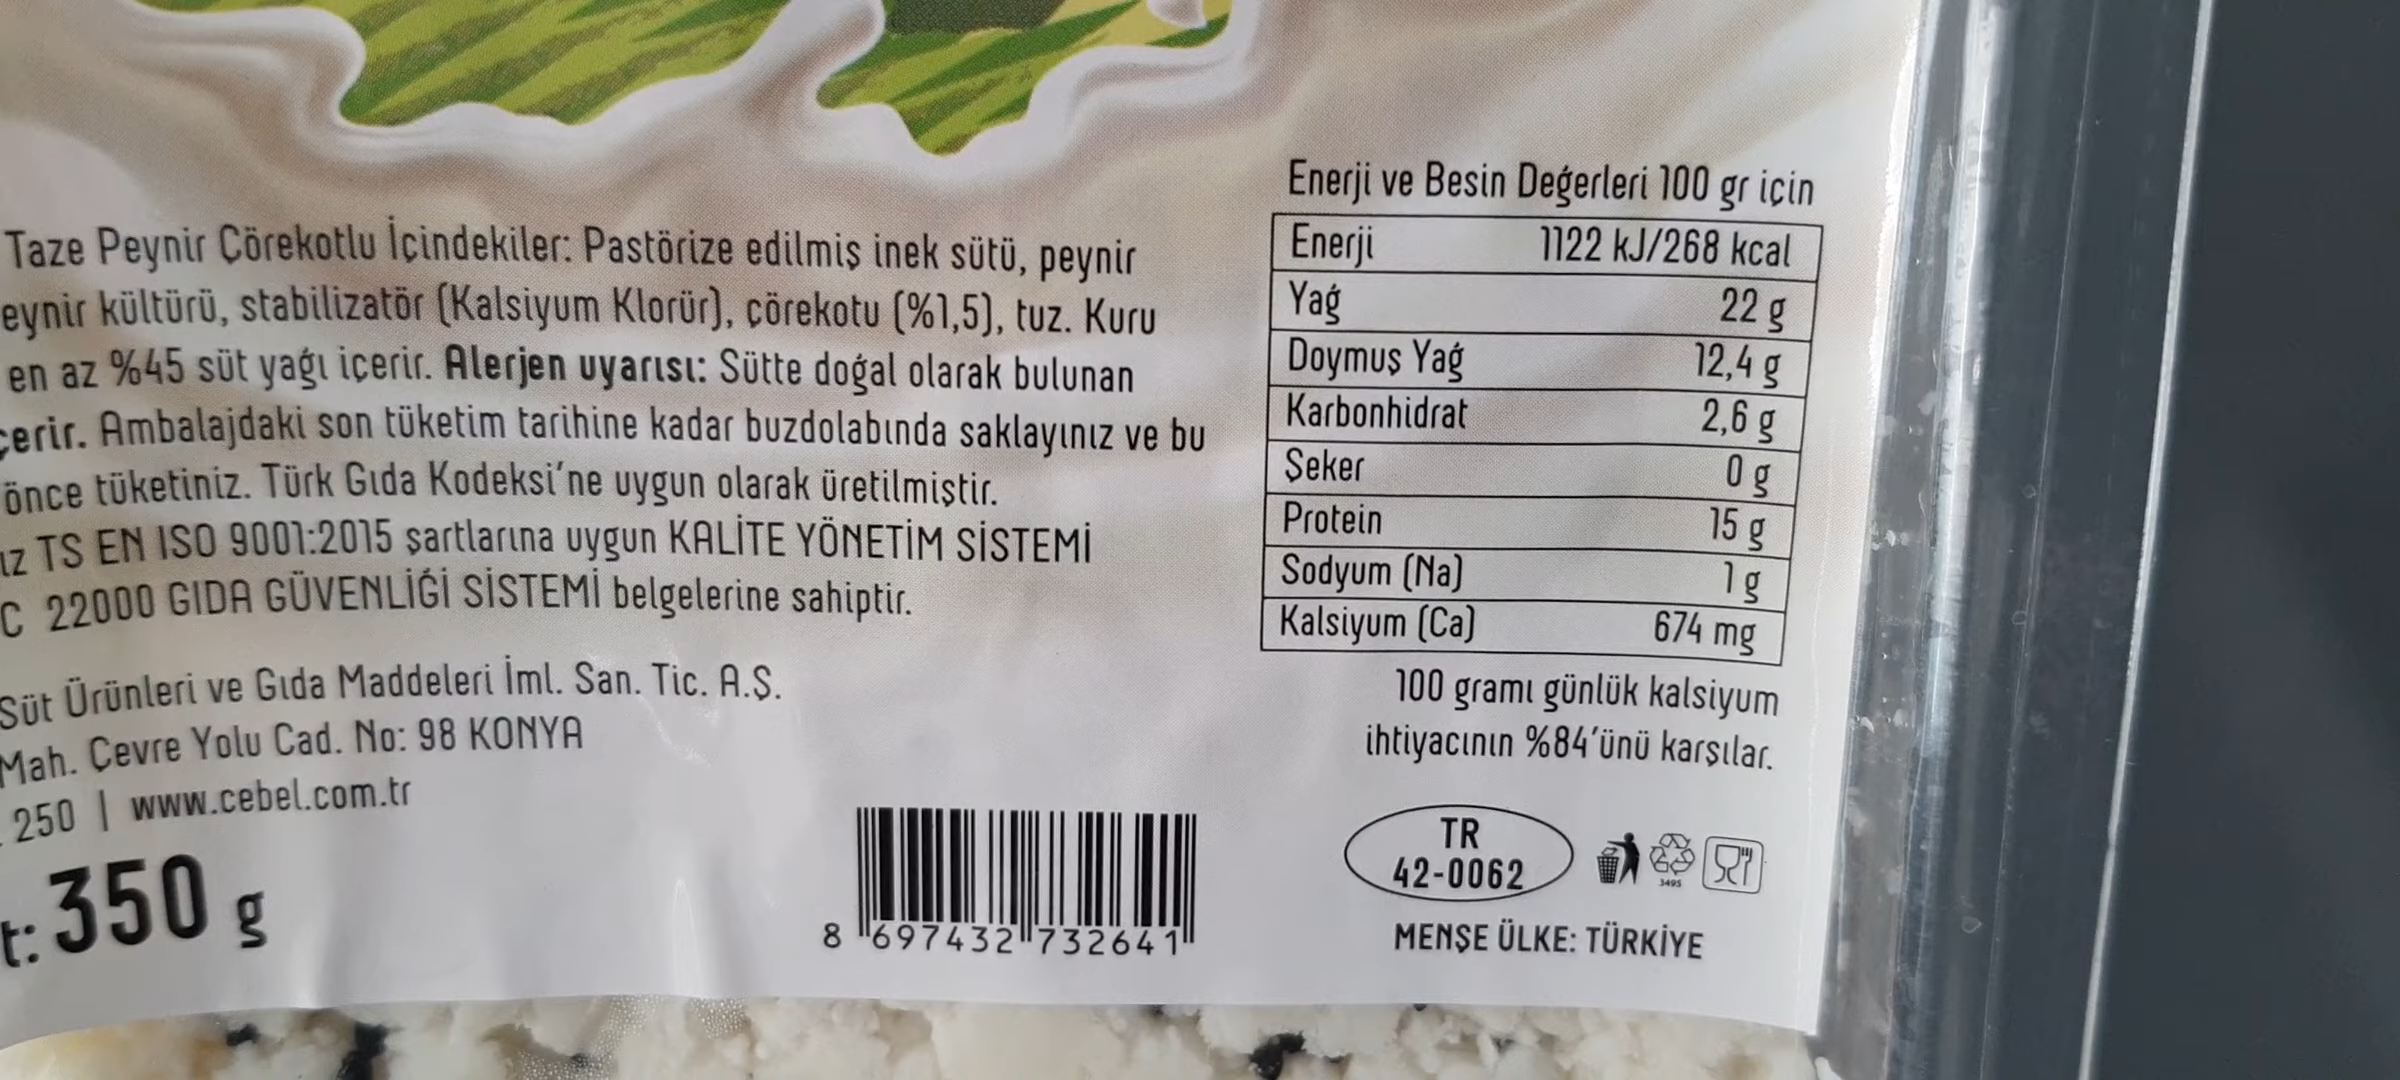 Taze Peynir Çörekotlu İçindekiler: Pastörize edilmiş inek sütü, peynir
eynir kültürü, stabilizatör (Kalsiyum Klorür), çörekotu (%1,5), tuz. Kuru
en az %45 süt yağı içerir. Alerjen uyarısı: Sütte doğal olarak bulunan
çerir. Ambalajdaki son tüketim tarihine kadar buzdolabında saklayınız ve bu
önce tüketiniz. Türk Gıda Kodeksi'ne uygun olarak üretilmiştir.
ız TS EN ISO 9001:2015 şartlarına uygun KALİTE YÖNETİM SİSTEMİ
C 22000 GIDA GÜVENLİĞİ SİSTEMİ belgelerine sahiptir.
Süt Ürünleri ve Gıda Maddeleri İml. San. Tic. A.Ş.
Mah. Çevre Yolu Cad. No: 98 KONYA
250 | www.cebel.com.tr
t: 350 g
8 697432 732641
Enerji ve Besin Değerleri 100 gr için
Enerji 1122 kJ/268 kcal
Yağ 22 g
Doymuş Yağ 12,4 g
Karbonhidrat 2,6 g
Şeker 0 g
Protein 15 g
Sodyum (Na) 1 g
Kalsiyum (Ca) 674 mg
100 gramı günlük kalsiyum
ihtiyacının %84'ünü karşılar.
TR
42-0062
3495
MENŞE ÜLKE: TÜRKİYE